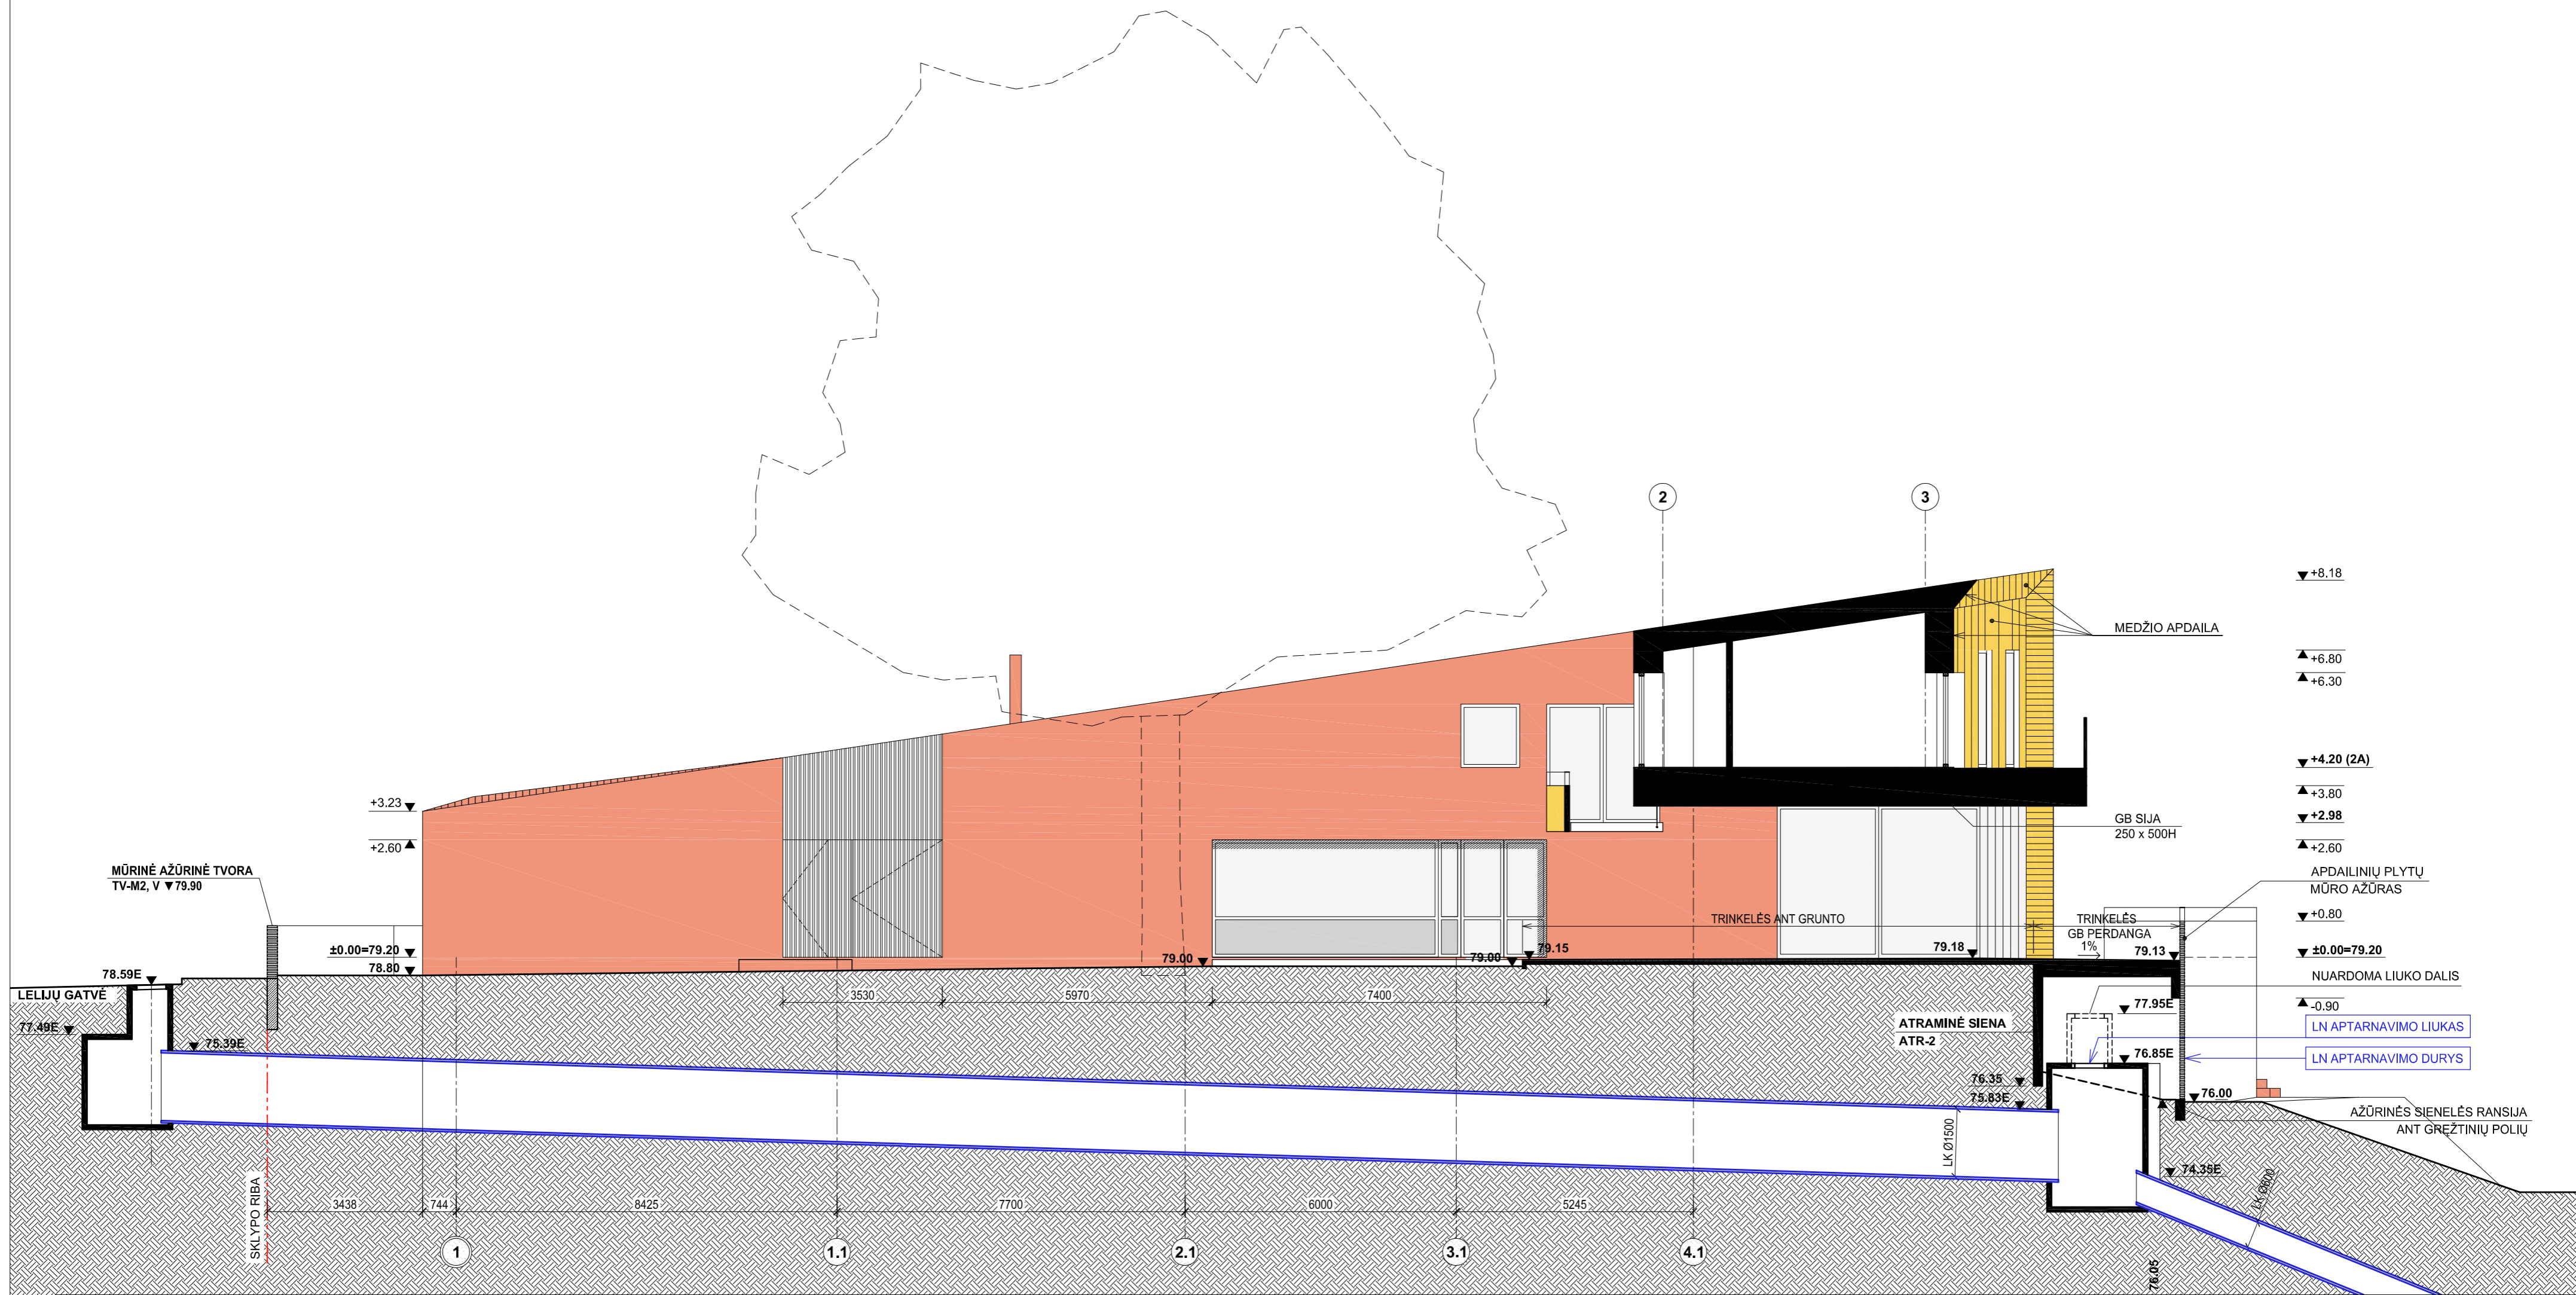 2
3
+8.18
MEDŽIO APDAILA
+6.80
+6.30
+4.20 (2A)
+3.80
+3.23
GB SIJA
250 x 500H
+2.98
+2.60
+2.60
MŪRINĖ AŽŪRINĖ TVORA
TV-M2, V ▼79.90
APDAILINIŲ PLYTŲ
MŪRO AŽŪRAS
TRINKELĖS ANT GRUNTO
TRINKELĖS
GB PERDANGA
1%
+0.80
±0.00=79.20
78.80
79.00
79.00
79.15
79.18
79.13
±0.00=79.20
78.59E
LELIJŲ GATVĖ
77.49E
75.39E
3530
5970
7400
NUARDOMA LIUKO DALIS
77.95E
-0.90
ATRAMINĖ SIENA
ATR-2
LN APTARNAVIMO LIUKAS
76.85E
LN APTARNAVIMO DURYS
76.35
75.83E
76.00
AŽŪRINĖS SIENELĖS RANSIJA
ANT GREŽTINIŲ POLIŲ
LK Ø1500
74.35E
LK Ø800
SKLYPO RIBA
3438
744
8425
7700
6000
5245
1
1.1
2.1
3.1
4.1
76.05